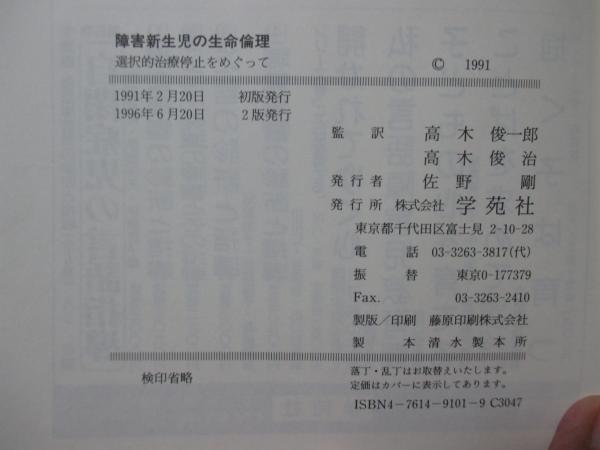 障害新生児の生命倫理
選択的治療停止をめぐって
© 1991
1991年2月20日 初版発行
1996年6月20日 2版発行
監訳 高木俊一郎
高木俊治
発行者 佐野剛
発行所 株式会社 学苑社
東京都千代田区富士見 2-10-28
電話 03-3263-3817(代)
振替 東京0-177379
Fax. 03-3263-2410
製版/印刷 藤原印刷株式会社
製本 清水製本所
検印省略
落丁・乱丁はお取替えいたします。
定価はカバーに表示してあります。
ISBN4-7614-9101-9 C3047